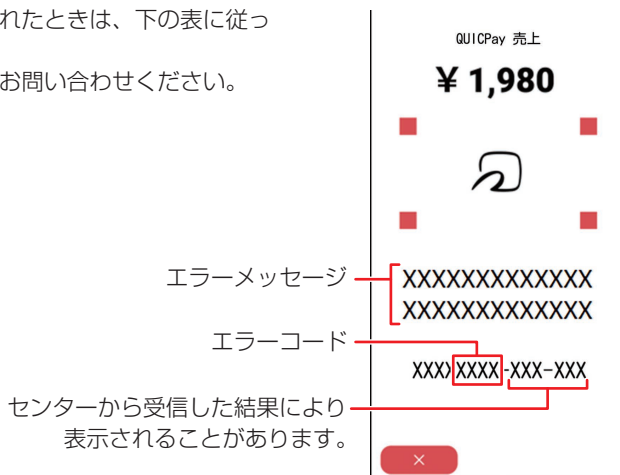 れたときは、下の表に従っ
お問い合わせください。
QUICPay 売上
￥1,980
エラーメッセージ
XXXXXXXXXXXXX
XXXXXXXXXXXXX
エラーコード
XXXXXXXX-XXX-XXX
センターから受信した結果により
表示されることがあります。
×